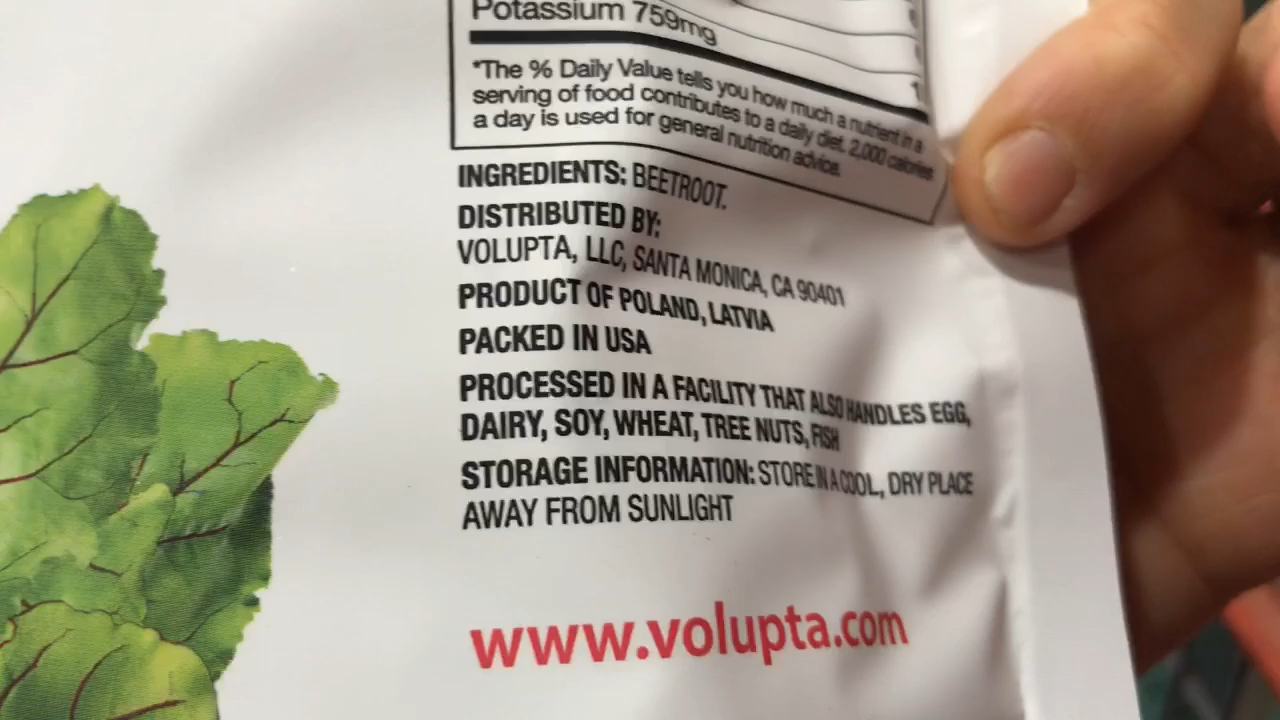 Potassium 759mg
1
*The % Daily Value tells you how much a nutrient in a
serving of food contributes to a daily diet. 2,000 calories
a day is used for general nutrition advice.
INGREDIENTS: BEETROOT.
DISTRIBUTED BY:
VOLUPTA, LLC, SANTA MONICA, CA 90401
PRODUCT OF POLAND, LATVIA
PACKED IN USA
PROCESSED IN A FACILITY THAT ALSO HANDLES EGG,
DAIRY, SOY, WHEAT, TREE NUTS, FISH
STORAGE INFORMATION: STORE IN A COOL, DRY PLACE
AWAY FROM SUNLIGHT
www.volupta.com